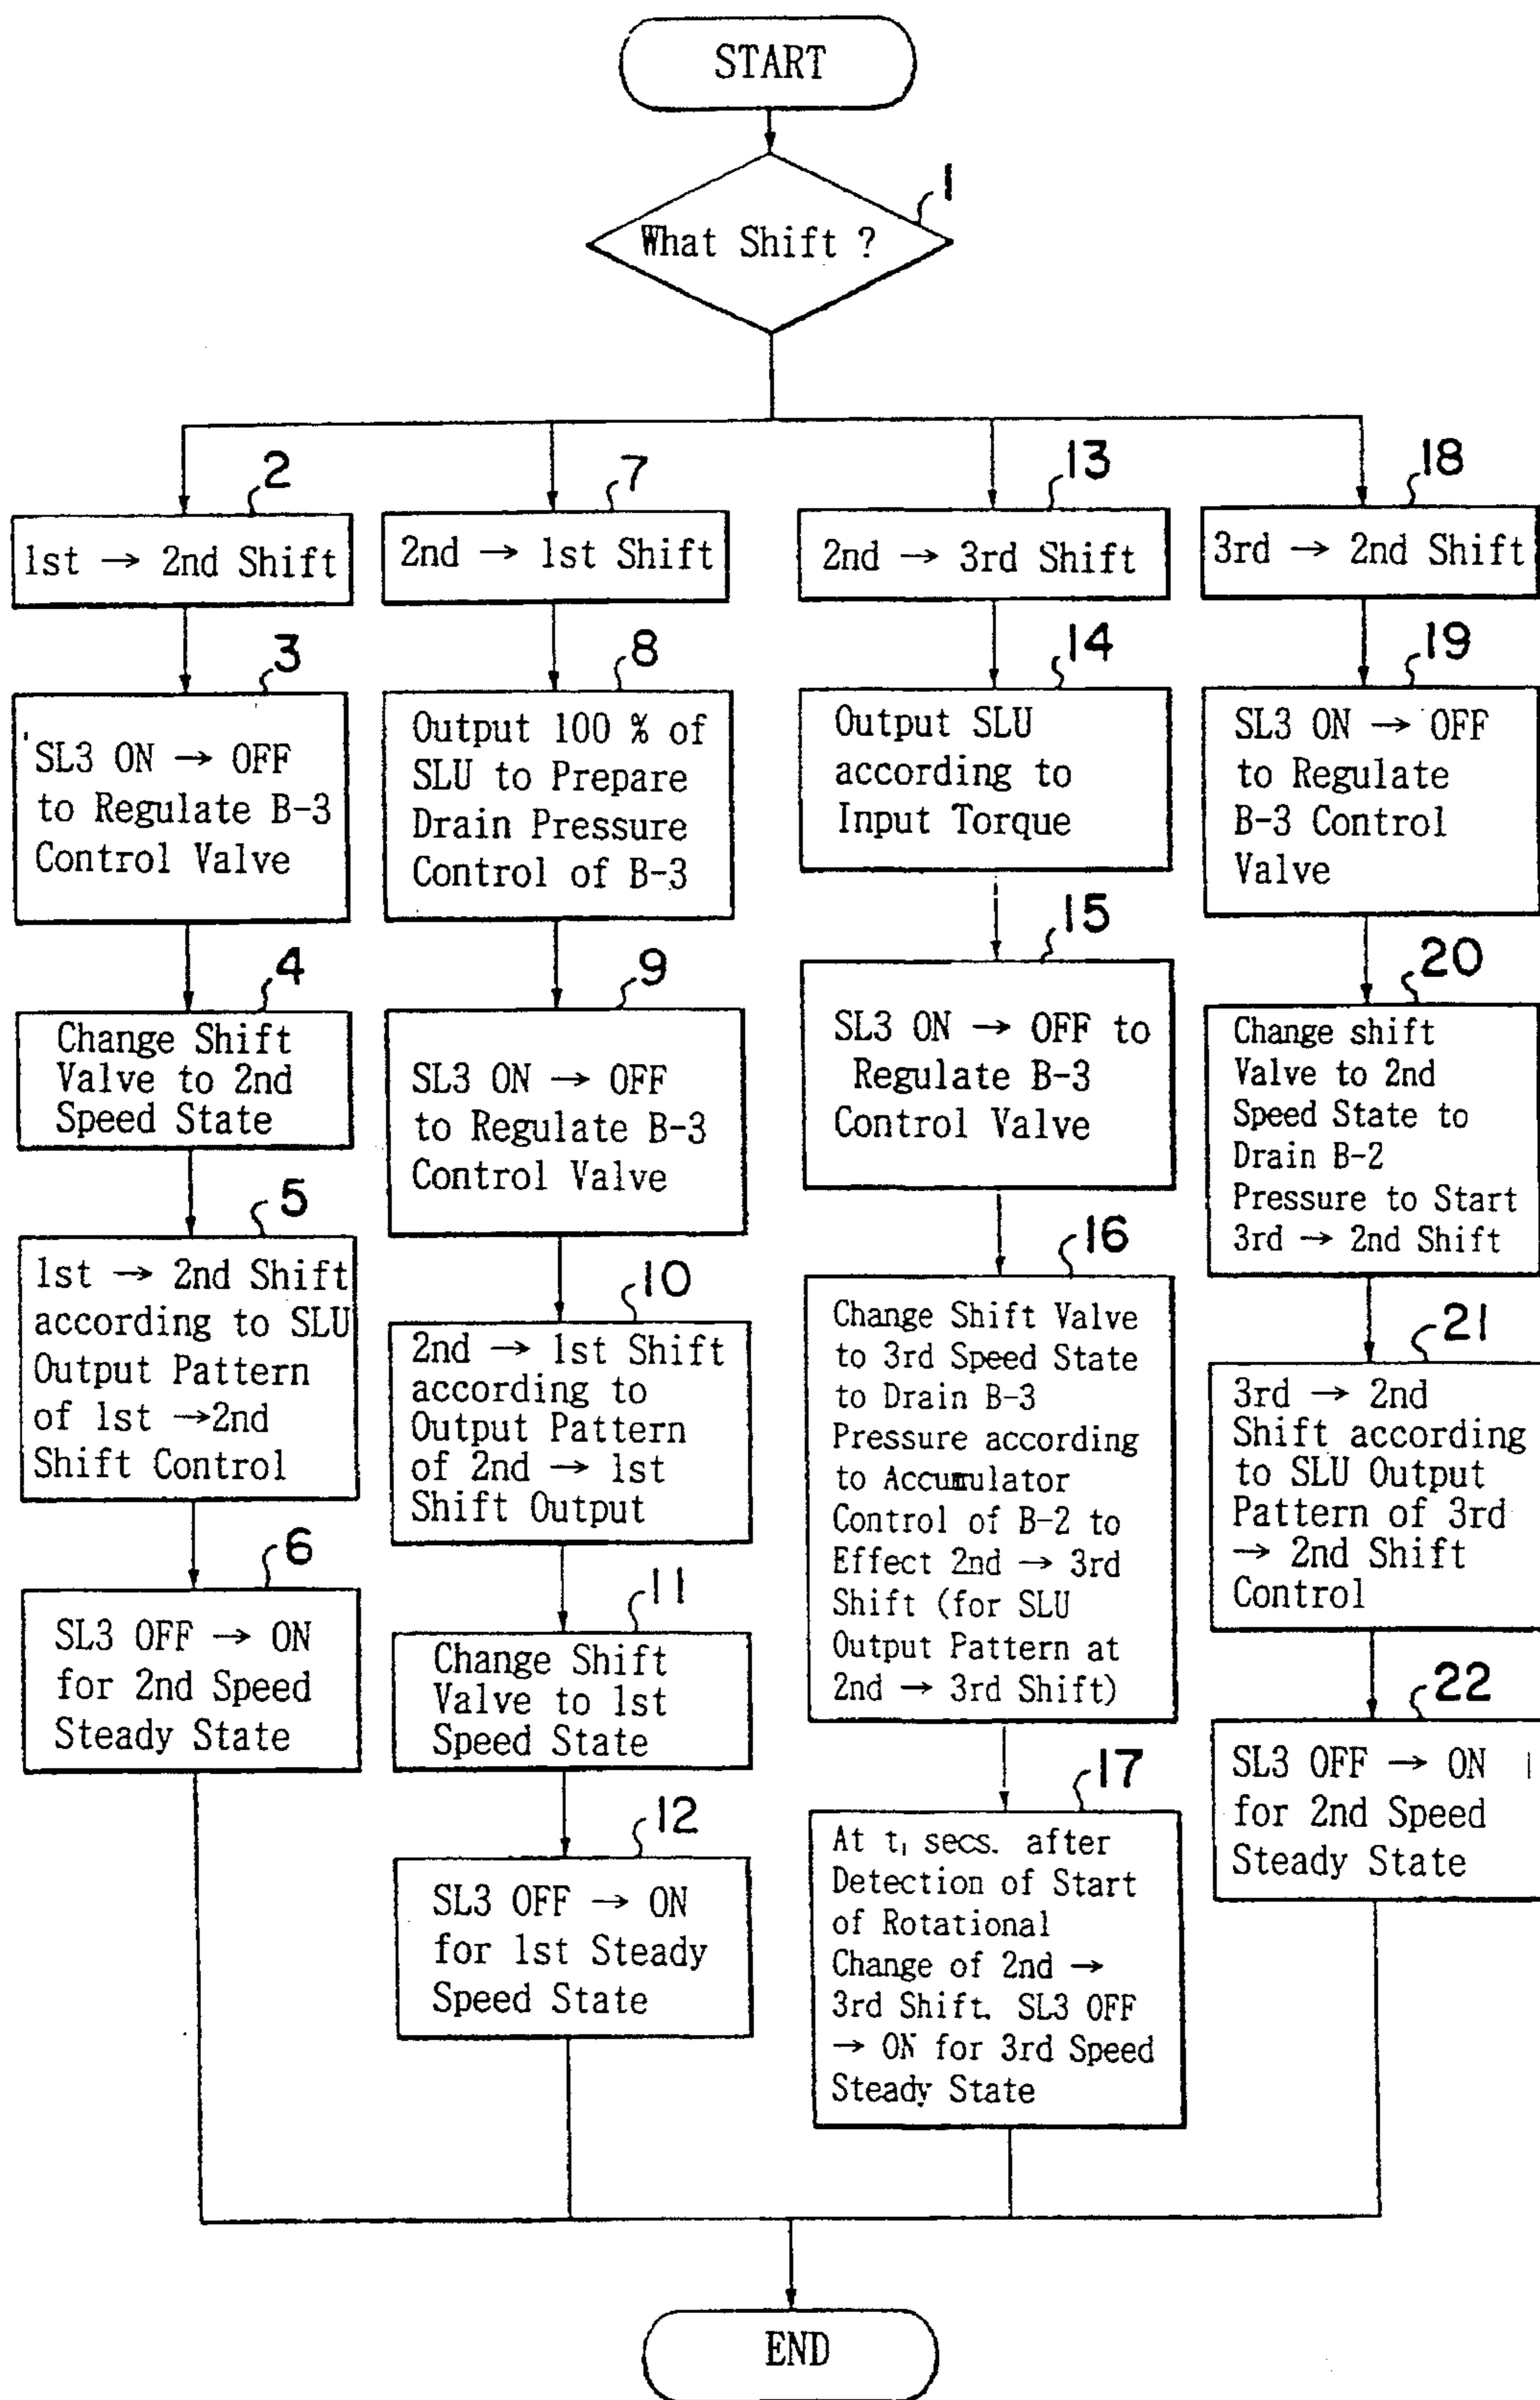 START
1
What Shift ?
2
1st → 2nd Shift
3
SL3 ON → OFF
to Regulate B-3
Control Valve
4
Change Shift
Valve to 2nd
Speed State
5
1st → 2nd Shift
according to SLU
Output Pattern
of 1st →2nd
Shift Control
6
SL3 OFF → ON
for 2nd Speed
Steady State
7
2nd → 1st Shift
8
Output 100 % of
SLU to Prepare
Drain Pressure
Control of B-3
9
SL3 ON → OFF
to Regulate B-3
Control Valve
10
2nd → 1st Shift
according to
Output Pattern
of 2nd → 1st
Shift Output
11
Change Shift
Valve to 1st
Speed State
12
SL3 OFF → ON
for 1st Steady
Speed State
13
2nd → 3rd Shift
14
Output SLU
according to
Input Torque
15
SL3 ON → OFF to
Regulate B-3
Control Valve
16
Change Shift Valve
to 3rd Speed State
to Drain B-3
Pressure according
to Accumulator
Control of B-2 to
Effect 2nd → 3rd
Shift (for SLU
Output Pattern at
2nd → 3rd Shift)
17
At t₁ secs. after
Detection of Start
of Rotational
Change of 2nd →
3rd Shift. SL3 OFF
→ ON for 3rd Speed
Steady State
18
3rd → 2nd Shift
19
SL3 ON → OFF
to Regulate
B-3 Control
Valve
20
Change shift
Valve to 2nd
Speed State to
Drain B-2
Pressure to Start
3rd → 2nd Shift
21
3rd → 2nd
Shift according
to SLU Output
Pattern of 3rd
→ 2nd Shift
Control
22
SL3 OFF → ON
for 2nd Speed
Steady State
END